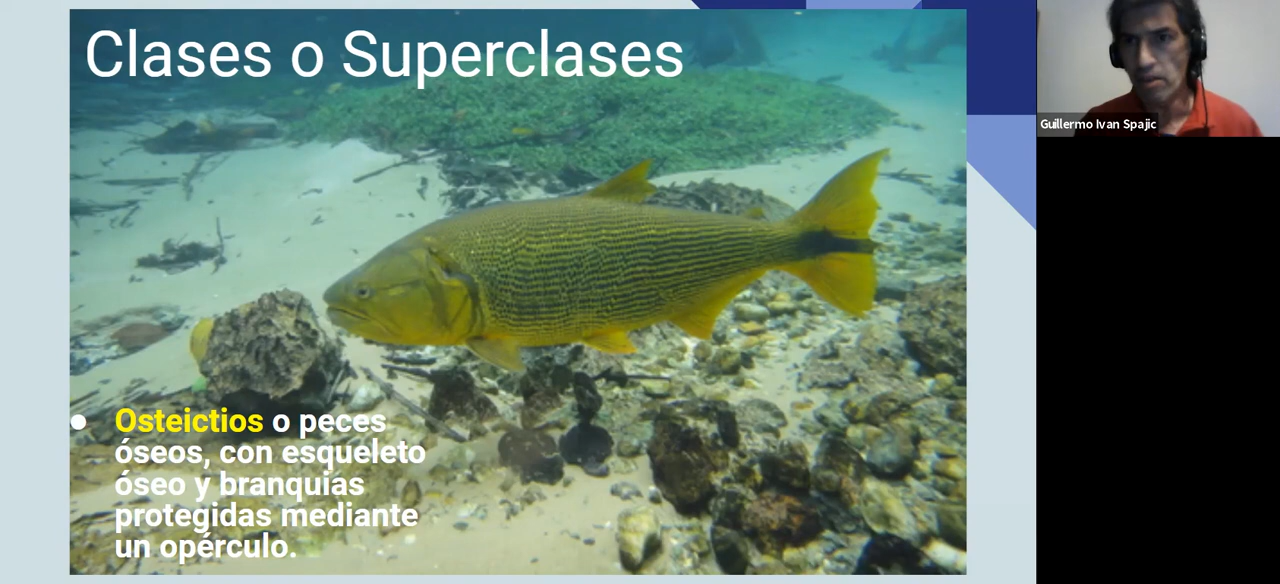 Clases o Superclases
Guillermo Ivan Spajic
● Osteictios o peces
óseos, con esqueleto
óseo y branquias
protegidas mediante
un opérculo.